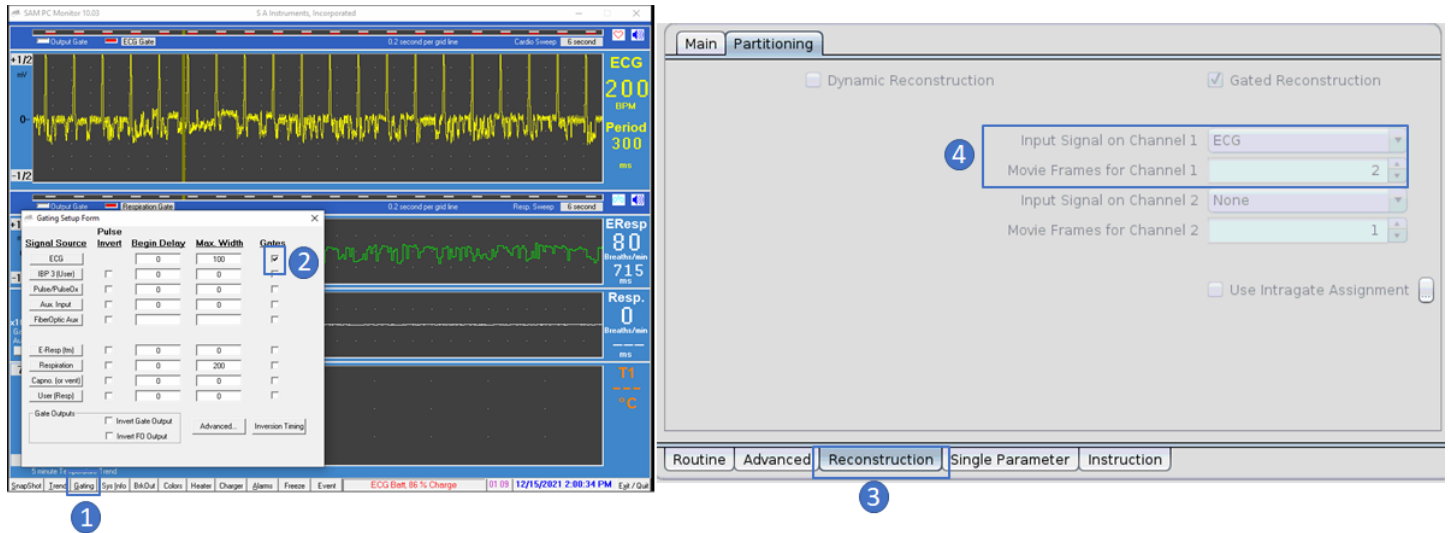 SAM PC Monitor 10.03 S A Instruments, Incorporated
Output Gate ECG Gate 0.2 second per grid line Cardio Sweep 6 second
+1/2
mV
0-
-1/2
ECG
200
BPM
Period
300
ms
Output Gate Respiration Gate 0.2 second per grid line Resp. Sweep 6 second
EResp
80
Breaths/min
715
ms
Resp.
0
Breaths/min
---
ms
T1
---
°C
Gating Setup Form
Pulse
Signal Source Invert Begin Delay Max. Width Gates
ECG 0 100
2
IBP 3 (User) 0 0
Pulse/PulseOx 0 0
Aux. Input 0 0
FiberOptic Aux
E-Resp (tm) 0 0
Respiration 0 200
Capno. (or vent) 0 0
User (Resp) 0 0
Gate Outputs
Invert Gate Output
Invert FO Output
Advanced... Inversion Timing
5 minute Trend
SnapShot Trend Gating Sys Info BrkOut Colors Heater Charger Alarms Freeze Event ECG Batt. 86 % Charge 01 09 12/15/2021 2:00:34 PM Exit / Quit
1
Main Partitioning
Dynamic Reconstruction Gated Reconstruction
4
Input Signal on Channel 1 ECG
Movie Frames for Channel 1 2
Input Signal on Channel 2 None
Movie Frames for Channel 2 1
Use Intragate Assignment ...
Routine Advanced Reconstruction Single Parameter Instruction
3